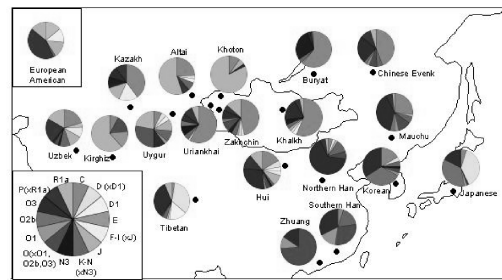 European
American
Kazakh
Altai
Khoton
Buryat
Chinese Evenk
Uzbek
Kirghiz
Uygur
Uriankhai
Zakhchin
Khalkh
Manchu
Hui
Northern Han
Korean
Japanese
Tibetan
Zhuang
Southern Han
R1a
C
D (xD1)
P(xR1a)
D1
O3
E
O2b
F-I (xJ)
O1
J
O(xO1,
O2b,O3)
N3
K-N
(xN3)